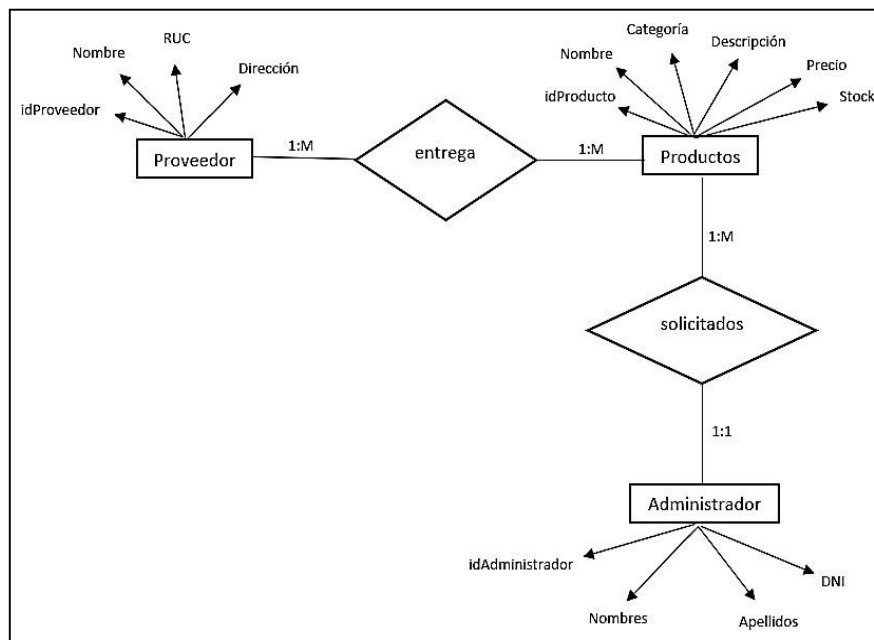 RUC
Nombre
Dirección
idProveedor
Proveedor
1:M
entrega
1:M
Categoría
Descripción
Nombre
Precio
idProducto
Stock
Productos
1:M
solicitados
1:1
Administrador
idAdministrador
DNI
Nombres
Apellidos